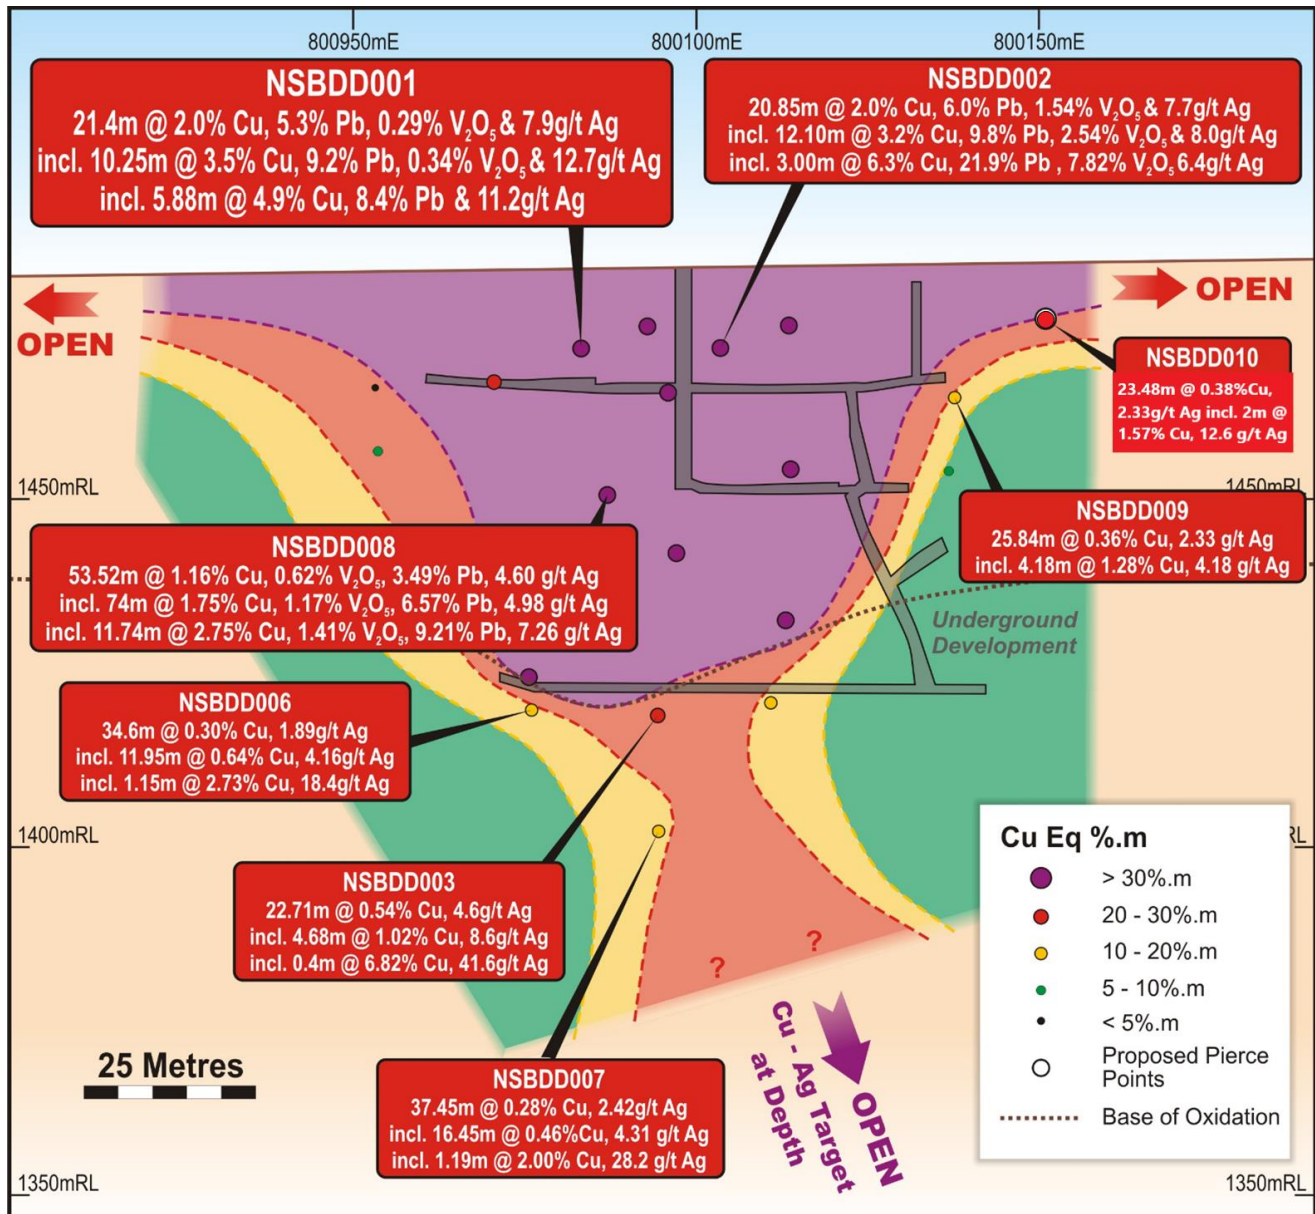 800950mE
800100mE
800150mE
NSBDD001
21.4m @ 2.0% Cu, 5.3% Pb, 0.29% V₂O₅ & 7.9g/t Ag
incl. 10.25m @ 3.5% Cu, 9.2% Pb, 0.34% V₂O₅ & 12.7g/t Ag
incl. 5.88m @ 4.9% Cu, 8.4% Pb & 11.2g/t Ag
NSBDD002
20.85m @ 2.0% Cu, 6.0% Pb, 1.54% V₂O₅ & 7.7g/t Ag
incl. 12.10m @ 3.2% Cu, 9.8% Pb, 2.54% V₂O₅ & 8.0g/t Ag
incl. 3.00m @ 6.3% Cu, 21.9% Pb , 7.82% V₂O₅ 6.4g/t Ag
OPEN
OPEN
NSBDD010
23.48m @ 0.38%Cu,
2.33g/t Ag incl. 2m @
1.57% Cu, 12.6 g/t Ag
1450mRL
1450mRL
NSBDD009
25.84m @ 0.36% Cu, 2.33 g/t Ag
incl. 4.18m @ 1.28% Cu, 4.18 g/t Ag
NSBDD008
53.52m @ 1.16% Cu, 0.62% V₂O₅, 3.49% Pb, 4.60 g/t Ag
incl. 74m @ 1.75% Cu, 1.17% V₂O₅, 6.57% Pb, 4.98 g/t Ag
incl. 11.74m @ 2.75% Cu, 1.41% V₂O₅, 9.21% Pb, 7.26 g/t Ag
Underground
Development
NSBDD006
34.6m @ 0.30% Cu, 1.89g/t Ag
incl. 11.95m @ 0.64% Cu, 4.16g/t Ag
incl. 1.15m @ 2.73% Cu, 18.4g/t Ag
1400mRL
RL
NSBDD003
22.71m @ 0.54% Cu, 4.6g/t Ag
incl. 4.68m @ 1.02% Cu, 8.6g/t Ag
incl. 0.4m @ 6.82% Cu, 41.6g/t Ag
? ?
Cu Eq %.m
> 30%.m
20 - 30%.m
10 - 20%.m
5 - 10%.m
< 5%.m
Proposed Pierce
Points
Base of Oxidation
25 Metres
NSBDD007
37.45m @ 0.28% Cu, 2.42g/t Ag
incl. 16.45m @ 0.46%Cu, 4.31 g/t Ag
incl. 1.19m @ 2.00% Cu, 28.2 g/t Ag
Cu - Ag Target
at Depth
OPEN
1350mRL
1350mRL